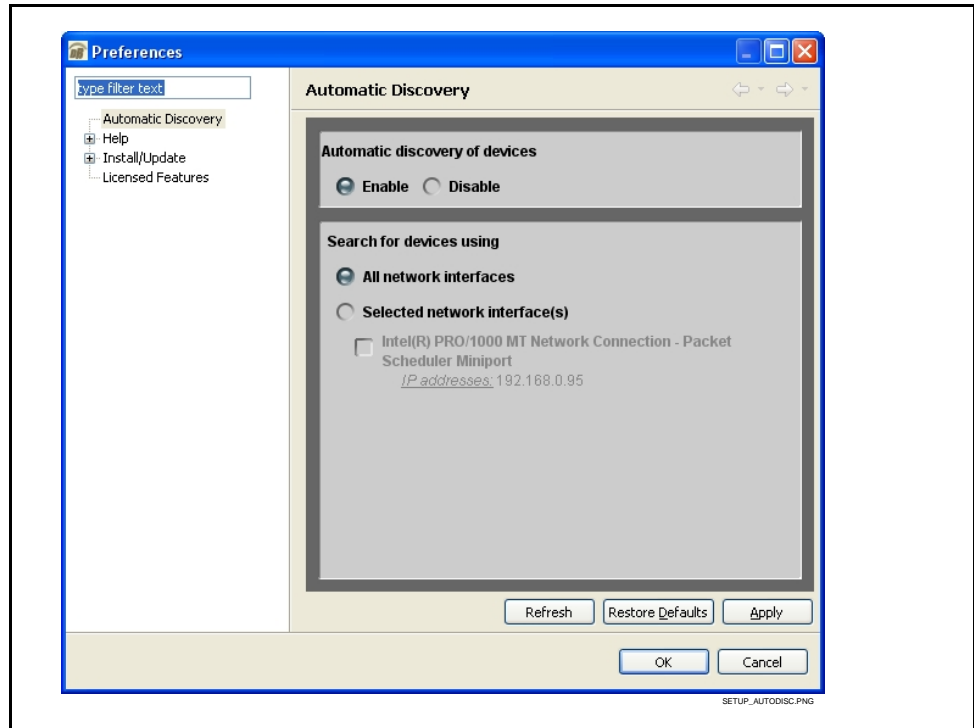 Preferences
type filter text
Automatic Discovery
Help
Install/Update
Licensed Features
Automatic Discovery
Automatic discovery of devices
Enable
Disable
Search for devices using
All network interfaces
Selected network interface(s)
Intel(R) PRO/1000 MT Network Connection - Packet
Scheduler Miniport
IP addresses: 192.168.0.95
Refresh
Restore Defaults
Apply
OK
Cancel
SETUP_AUTODISC.PNG